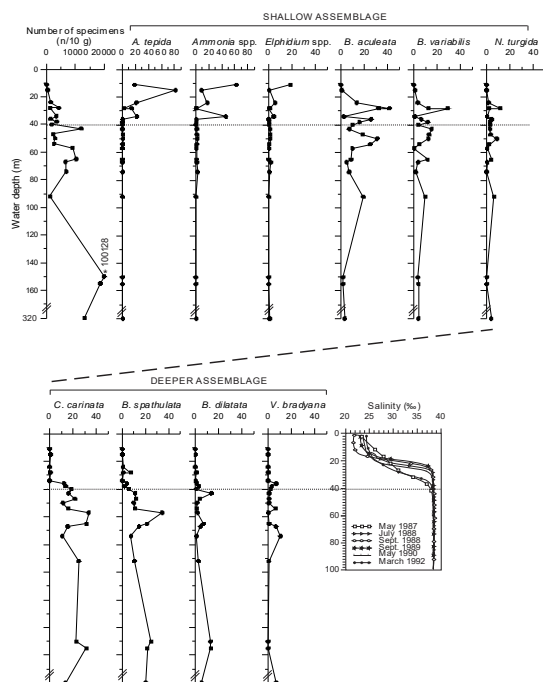 SHALLOW ASSEMBLAGE
Number of specimens
(n/10 g)
A. tepida
Ammonia spp.
Elphidium spp.
B. aculeata
B. variabilis
N. turgida
0 10000 20000
0 20 40 60 80
0 20 40 60 80
0 20 40
0 20 40
0 20 40
0 20 40
Water depth (m)
0
20
40
60
80
100
160
180
320
* 100128
DEEPER ASSEMBLAGE
C. carinata
B. spathulata
B. dilatata
V. bradyana
Salinity (‰)
0 20 40
0 20 40
0 20 40
0 20 40
20 25 30 35 40
0
20
40
60
80
100
May 1987
July 1988
Sept. 1988
Sept. 1989
May 1990
March 1992